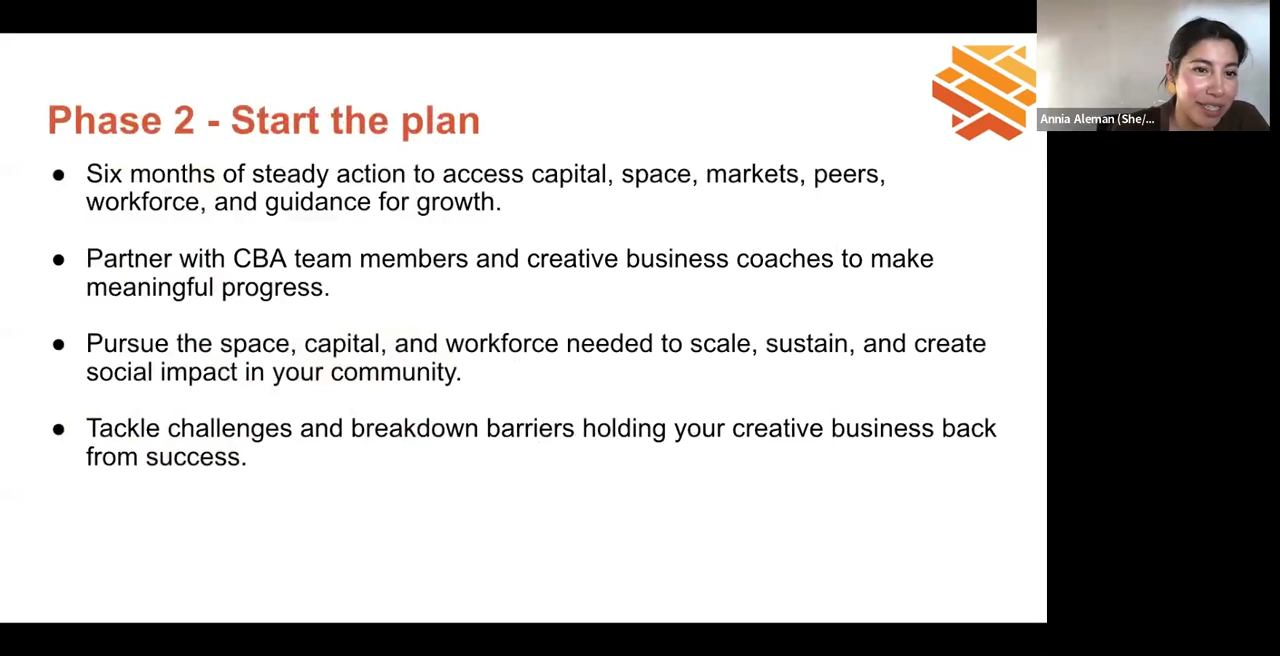 Phase 2 - Start the plan
● Six months of steady action to access capital, space, markets, peers,
workforce, and guidance for growth.
● Partner with CBA team members and creative business coaches to make
meaningful progress.
● Pursue the space, capital, and workforce needed to scale, sustain, and create
social impact in your community.
● Tackle challenges and breakdown barriers holding your creative business back
from success.
Annia Aleman (She/...